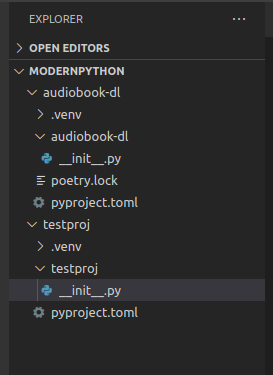 EXPLORER ...
OPEN EDITORS
MODERNPYTHON
audiobook-dl
.venv
audiobook-dl
__init__.py
poetry.lock
pyproject.toml
testproj
.venv
testproj
__init__.py
pyproject.toml